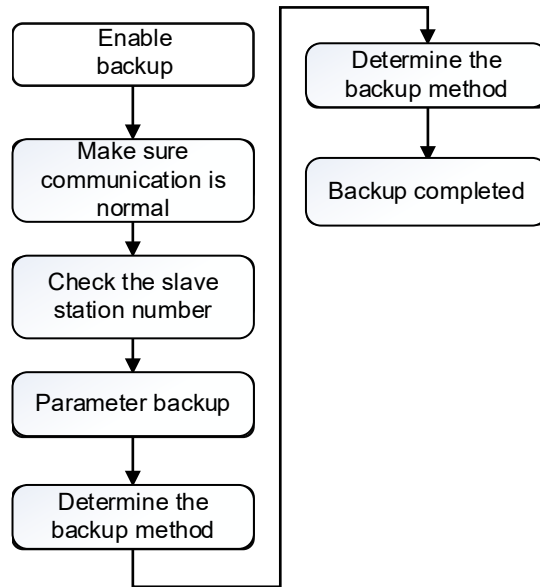 Enable
backup
Make sure
communication is
normal
Check the slave
station number
Parameter backup
Determine the
backup method
Determine the
backup method
Backup completed